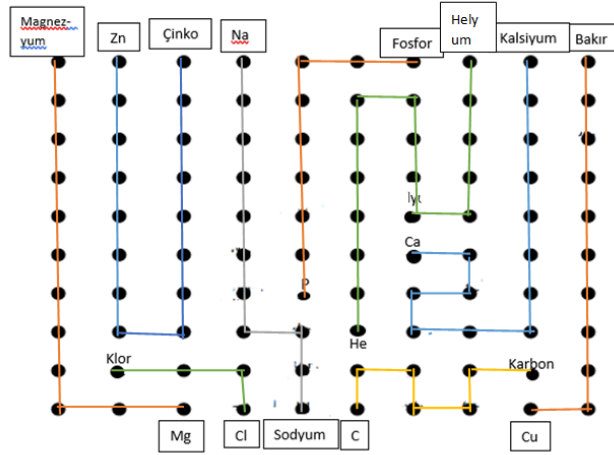 Magnez-
yum
Zn
Çinko
Na
Fosfor
Hely
um
Kalsiyum
Bakır
Ca
P
He
Klor
Karbon
Mg
Cl
Sodyum
C
Cu